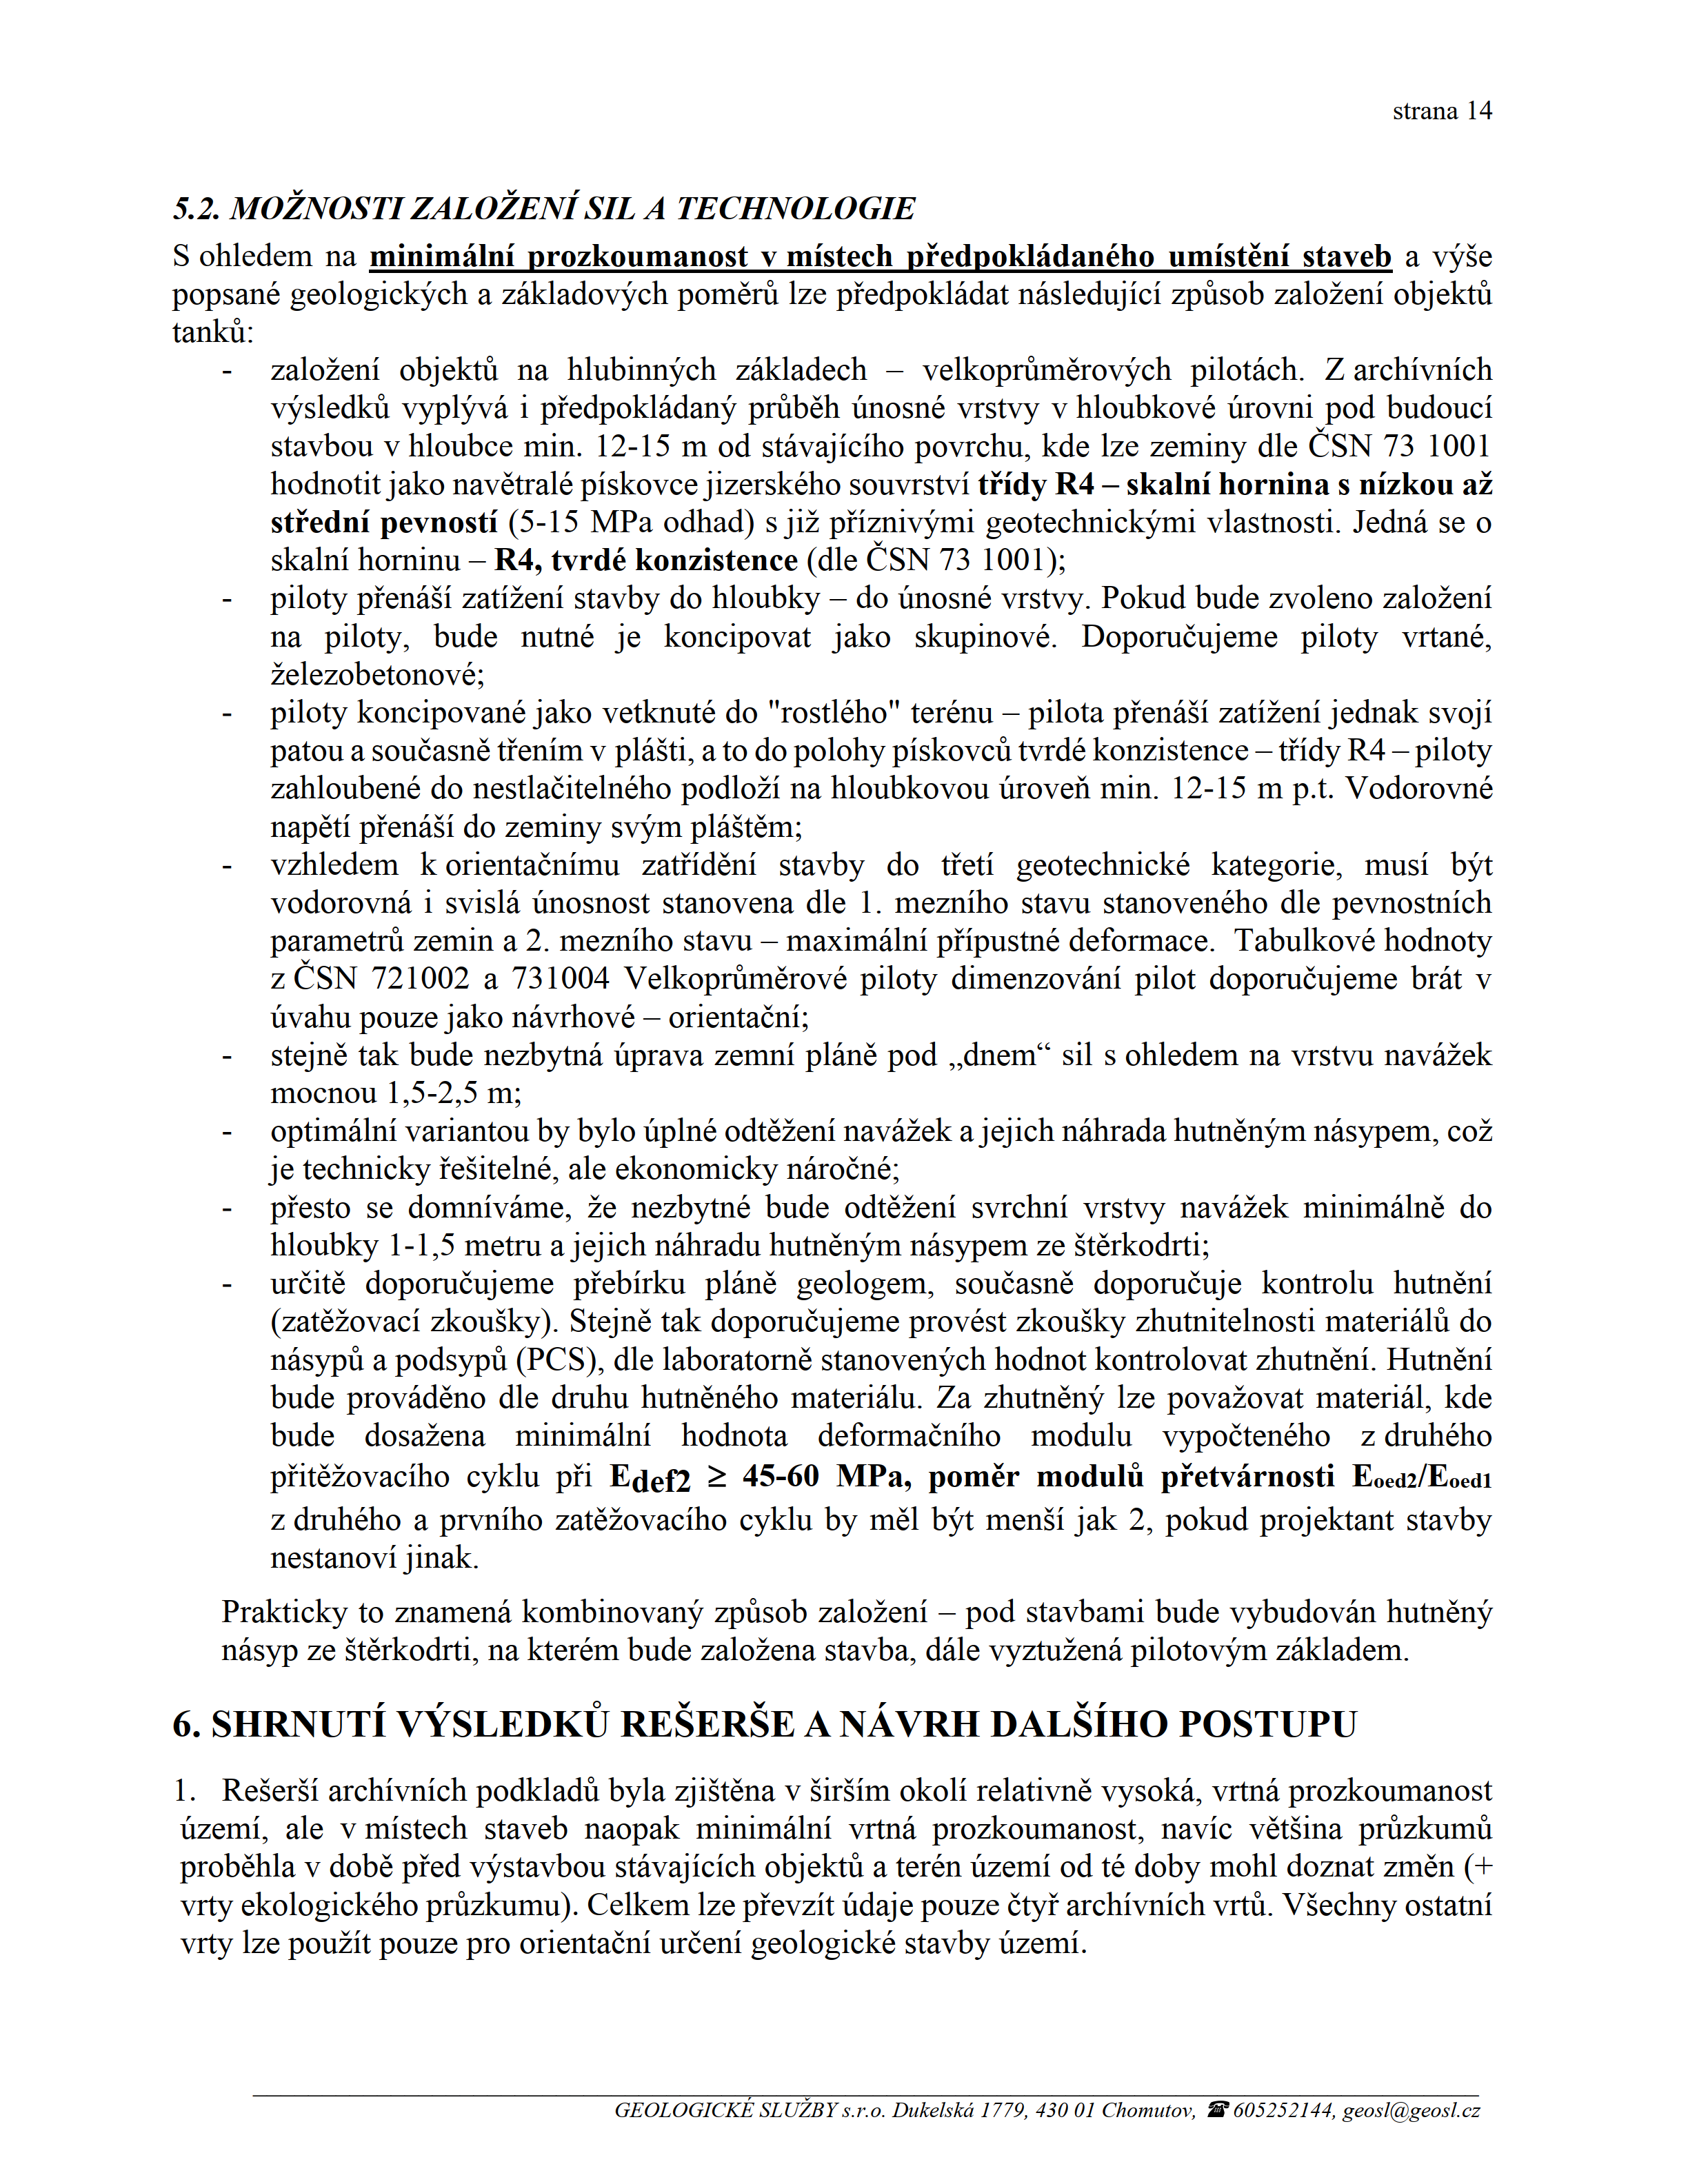 strana 14
5.2. MOŽNOSTI ZALOŽENÍ SIL A TECHNOLOGIE
S ohledem na minimální prozkoumanost v místech předpokládaného umístění staveb a výše
popsané geologických a základových poměrů lze předpokládat následující způsob založení objektů
tanků:
- založení objektů na hlubinných základech – velkoprůměrových pilotách. Z archívních
výsledků vyplývá i předpokládaný průběh únosné vrstvy v hloubkové úrovni pod budoucí
stavbou v hloubce min. 12-15 m od stávajícího povrchu, kde lze zeminy dle ČSN 73 1001
hodnotit jako navětralé pískovce jizerského souvrství třídy R4 – skalní hornina s nízkou až
střední pevností (5-15 MPa odhad) s již příznivými geotechnickými vlastnosti. Jedná se o
skalní horninu – R4, tvrdé konzistence (dle ČSN 73 1001);
- piloty přenáší zatížení stavby do hloubky – do únosné vrstvy. Pokud bude zvoleno založení
na piloty, bude nutné je koncipovat jako skupinové. Doporučujeme piloty vrtané,
železobetonové;
- piloty koncipované jako vetknuté do "rostlého" terénu – pilota přenáší zatížení jednak svojí
patou a současně třením v plášti, a to do polohy pískovců tvrdé konzistence – třídy R4 – piloty
zahloubené do nestlačitelného podloží na hloubkovou úroveň min. 12-15 m p.t. Vodorovné
napětí přenáší do zeminy svým pláštěm;
- vzhledem k orientačnímu zatřídění stavby do třetí geotechnické kategorie, musí být
vodorovná i svislá únosnost stanovena dle 1. mezního stavu stanoveného dle pevnostních
parametrů zemin a 2. mezního stavu – maximální přípustné deformace.  Tabulkové hodnoty
z ČSN 721002 a 731004 Velkoprůměrové piloty dimenzování pilot doporučujeme brát v
úvahu pouze jako návrhové – orientační;
- stejně tak bude nezbytná úprava zemní pláně pod „dnem“ sil s ohledem na vrstvu navážek
mocnou 1,5-2,5 m;
- optimální variantou by bylo úplné odtěžení navážek a jejich náhrada hutněným násypem, což
je technicky řešitelné, ale ekonomicky náročné;
- přesto se domníváme, že nezbytné bude odtěžení svrchní vrstvy navážek minimálně do
hloubky 1-1,5 metru a jejich náhradu hutněným násypem ze štěrkodrti;
- určitě doporučujeme přebírku pláně geologem, současně doporučuje kontrolu hutnění
(zatěžovací zkoušky). Stejně tak doporučujeme provést zkoušky zhutnitelnosti materiálů do
násypů a podsypů (PCS), dle laboratorně stanovených hodnot kontrolovat zhutnění. Hutnění
bude prováděno dle druhu hutněného materiálu. Za zhutněný lze považovat materiál, kde
bude dosažena minimální hodnota deformačního modulu vypočteného z druhého
přitěžovacího cyklu při Edef2 ≥ 45-60 MPa, poměr modulů přetvárnosti Eoed2/Eoed1
z druhého a prvního zatěžovacího cyklu by měl být menší jak 2, pokud projektant stavby
nestanoví jinak.
Prakticky to znamená kombinovaný způsob založení – pod stavbami bude vybudován hutněný
násyp ze štěrkodrti, na kterém bude založena stavba, dále vyztužená pilotovým základem.
6. SHRNUTÍ VÝSLEDKŮ REŠERŠE A NÁVRH DALŠÍHO POSTUPU
1. Rešerší archívních podkladů byla zjištěna v širším okolí relativně vysoká, vrtná prozkoumanost
území, ale v místech staveb naopak minimální vrtná prozkoumanost, navíc většina průzkumů
proběhla v době před výstavbou stávajících objektů a terén území od té doby mohl doznat změn (+
vrty ekologického průzkumu). Celkem lze převzít údaje pouze čtyř archívních vrtů. Všechny ostatní
vrty lze použít pouze pro orientační určení geologické stavby území.
GEOLOGICKÉ SLUŽBY s.r.o. Dukelská 1779, 430 01 Chomutov, ☎ 605252144, geosl@geosl.cz